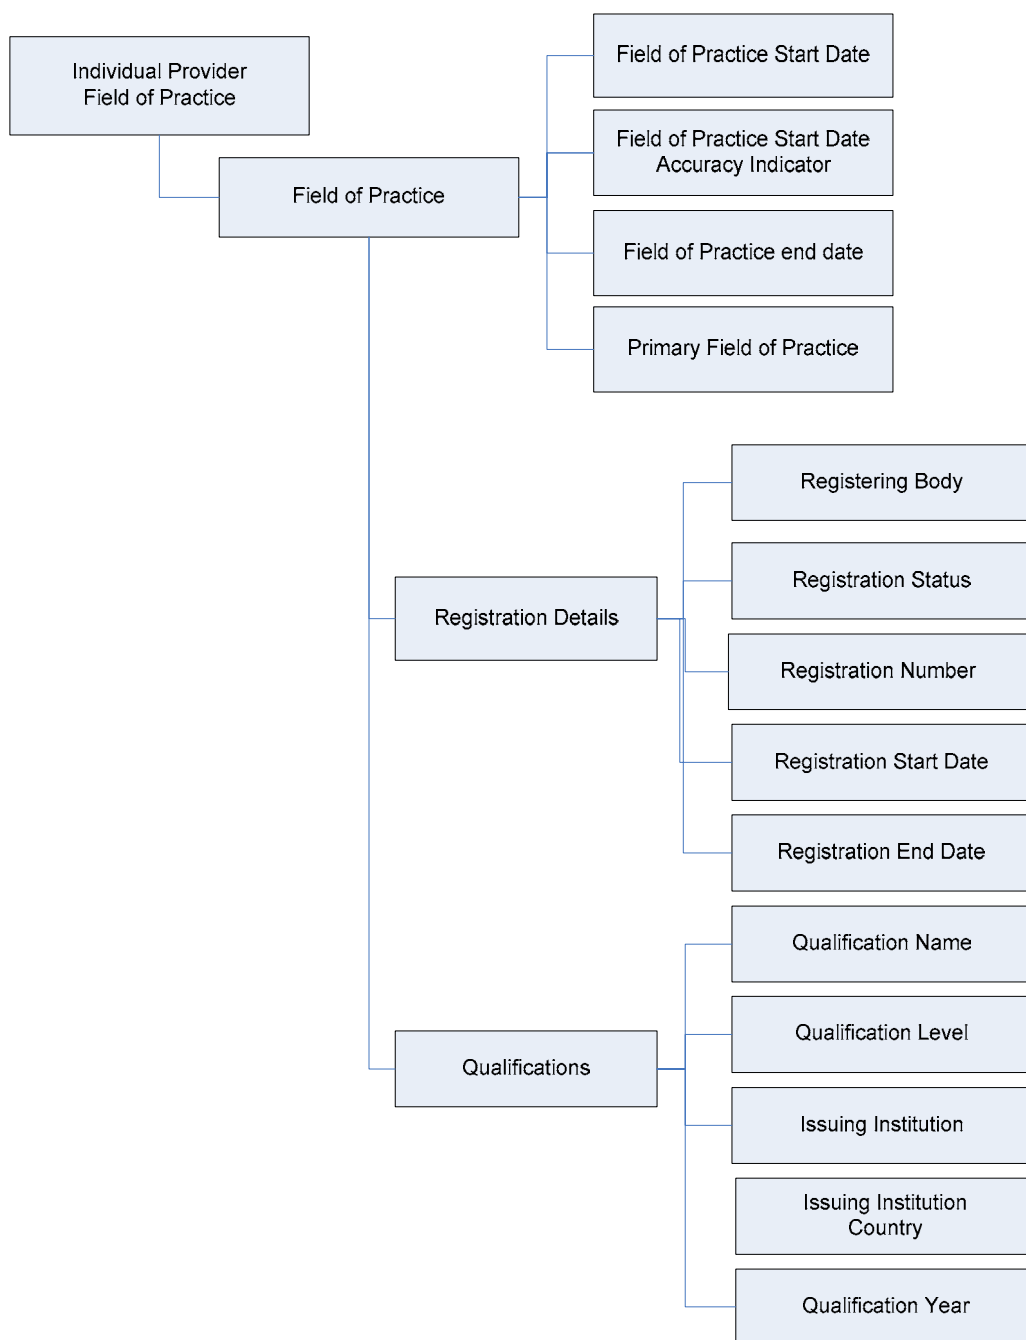 Individual Provider
Field of Practice
Field of Practice
Field of Practice Start Date
Field of Practice Start Date
Accuracy Indicator
Field of Practice end date
Primary Field of Practice
Registration Details
Registering Body
Registration Status
Registration Number
Registration Start Date
Registration End Date
Qualifications
Qualification Name
Qualification Level
Issuing Institution
Issuing Institution
Country
Qualification Year